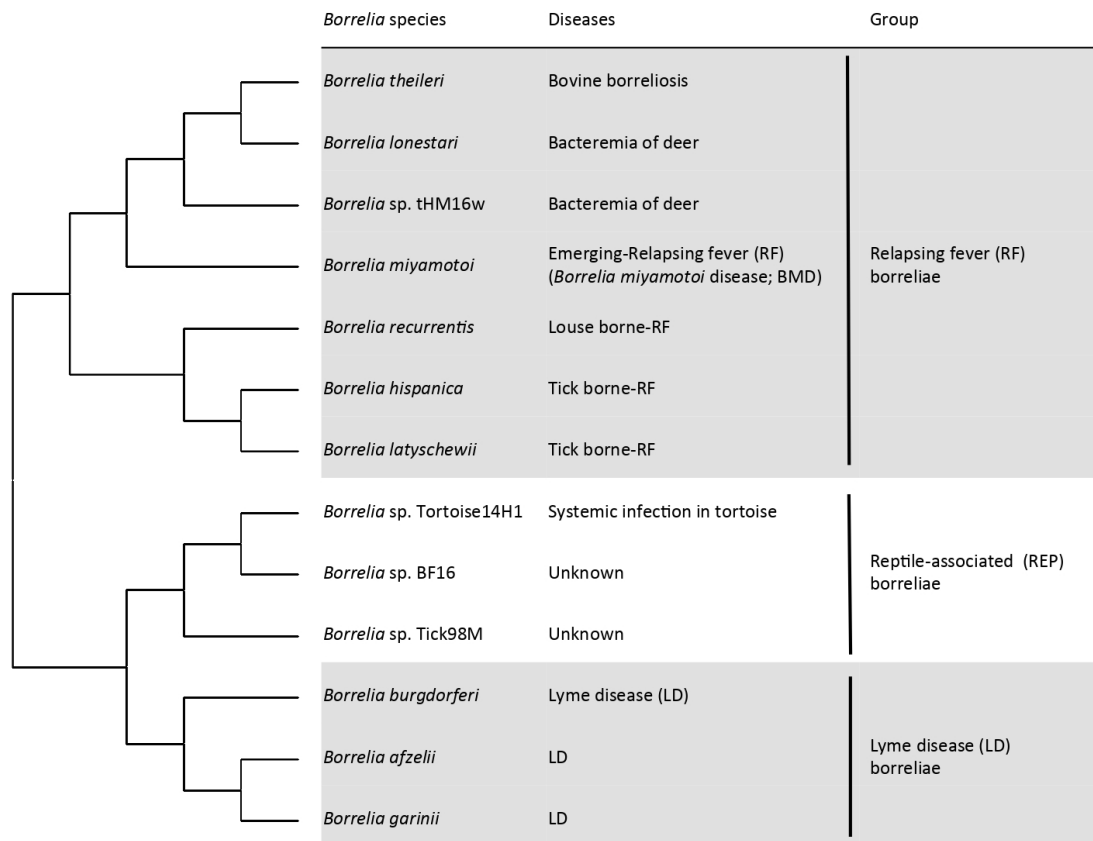 Borrelia species Diseases Group
Borrelia theileri Bovine borreliosis
Borrelia lonestari Bacteremia of deer
Borrelia sp. tHM16w Bacteremia of deer
Borrelia miyamotoi Emerging-Relapsing fever (RF)
(Borrelia miyamotoi disease; BMD)
Relapsing fever (RF)
borreliae
Borrelia recurrentis Louse borne-RF
Borrelia hispanica Tick borne-RF
Borrelia latyschewii Tick borne-RF
Borrelia sp. Tortoise14H1 Systemic infection in tortoise
Borrelia sp. BF16 Unknown
Reptile-associated (REP)
borreliae
Borrelia sp. Tick98M Unknown
Borrelia burgdorferi Lyme disease (LD)
Borrelia afzelii LD
Lyme disease (LD)
borreliae
Borrelia garinii LD